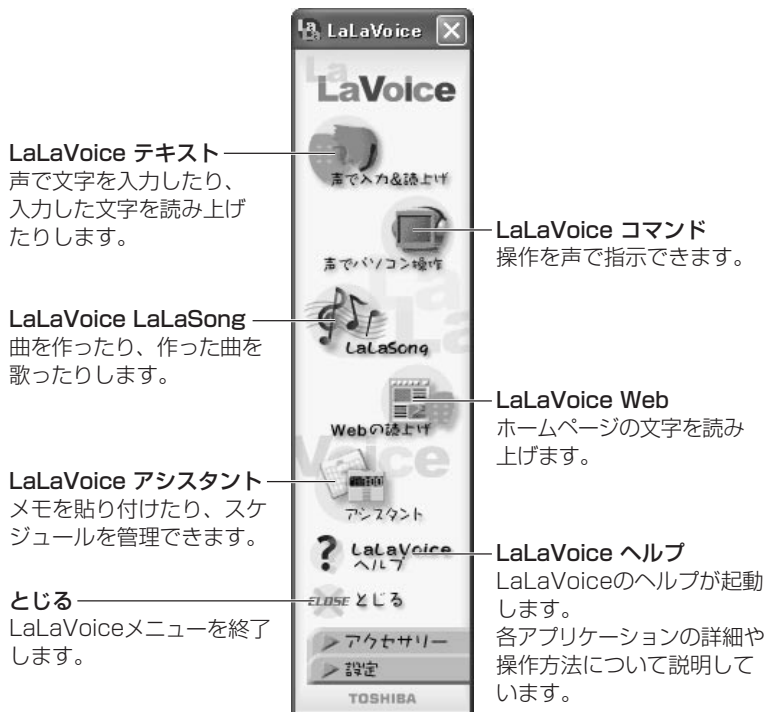 LaLaVoice テキスト
声で文字を入力したり、
入力した文字を読み上げ
たりします。
LaLaVoice LaLaSong
曲を作ったり、作った曲を
歌ったりします。
LaLaVoice アシスタント
メモを貼り付けたり、スケ
ジュールを管理できます。
とじる
LaLaVoiceメニューを終了
します。
LaLaVoice
LaLaVoice
声で入力&読上げ
声でパソコン操作
LaLaSong
Webの読上げ
アシスタント
LaLaVoice
ヘルプ
CLOSE とじる
アクセサリー
設定
TOSHIBA
LaLaVoice コマンド
操作を声で指示できます。
LaLaVoice Web
ホームページの文字を読み
上げます。
LaLaVoice ヘルプ
LaLaVoiceのヘルプが起動
します。
各アプリケーションの詳細や
操作方法について説明して
います。